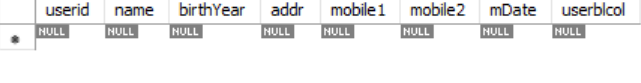 userid name birthYear addr mobile1 mobile2 mDate userblcol
NULL NULL NULL NULL NULL NULL NULL NULL